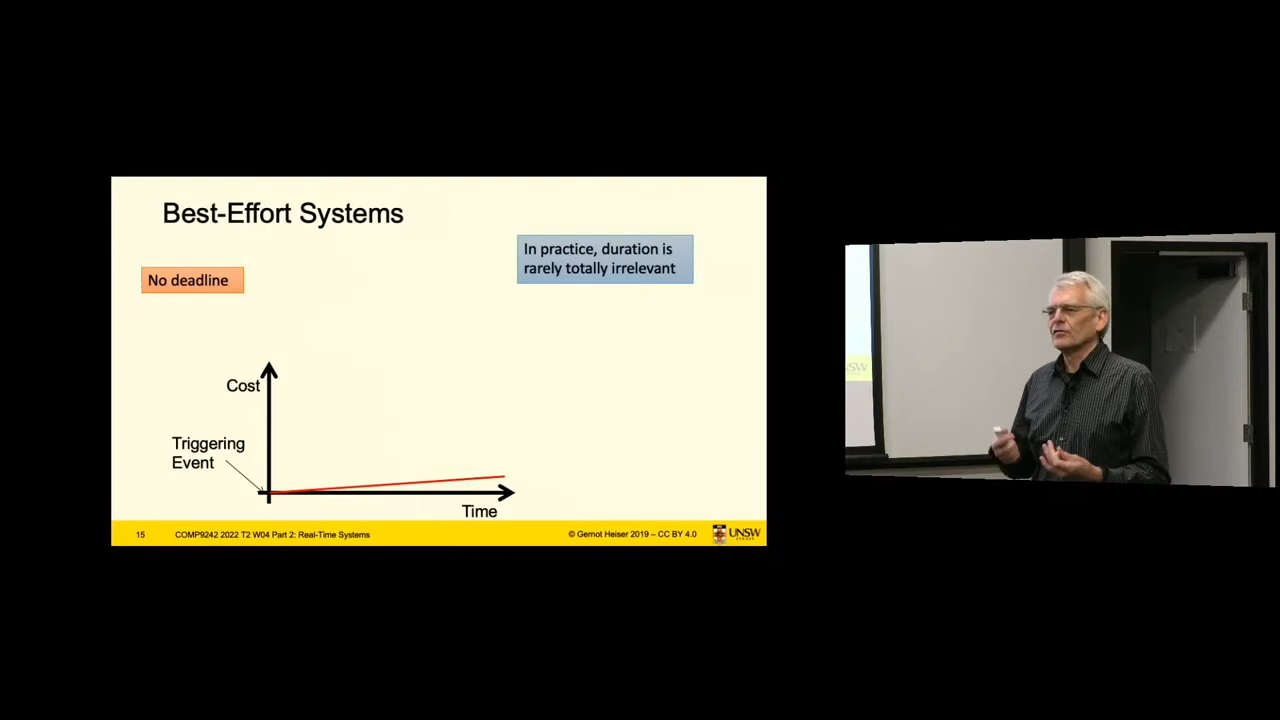 Best-Effort Systems
In practice, duration is
rarely totally irrelevant
No deadline
Cost
Triggering
Event
Time
15 COMP9242 2022 T2 W04 Part 2: Real-Time Systems © Gernot Heiser 2019 – CC BY 4.0 UNSW
UNSW